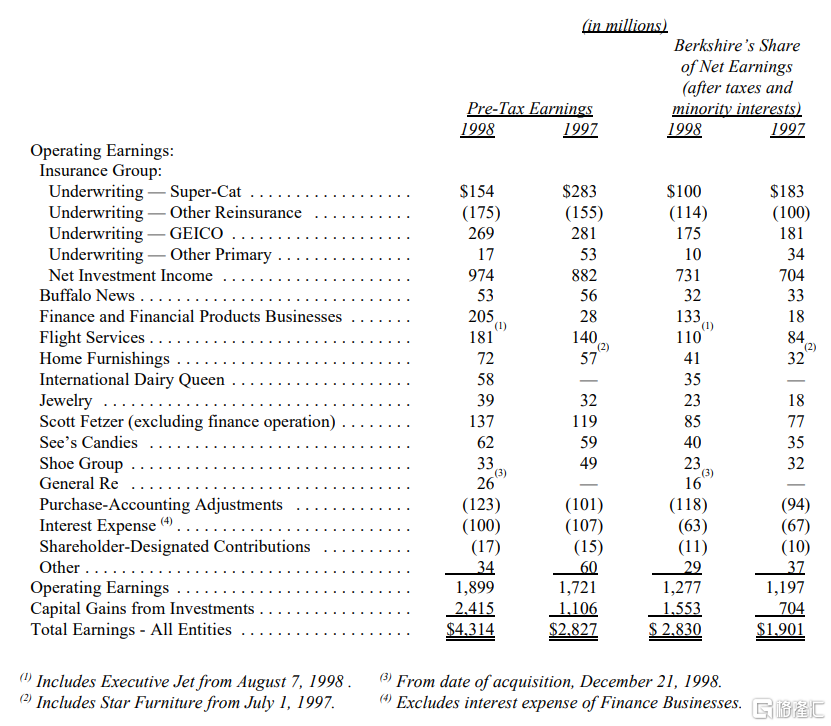 (in millions)
Berkshire's Share
of Net Earnings
(after taxes and
Pre-Tax Earnings minority interests)
1998 1997 1998 1997
Operating Earnings:
Insurance Group:
Underwriting — Super-Cat . . . . . . . . . . . . . . . . . . $154 $283 $100 $183
Underwriting — Other Reinsurance . . . . . . . . . . . (175) (155) (114) (100)
Underwriting — GEICO . . . . . . . . . . . . . . . . . . . . 269 281 175 181
Underwriting — Other Primary . . . . . . . . . . . . . . . 17 53 10 34
Net Investment Income . . . . . . . . . . . . . . . . . . . . . 974 882 731 704
Buffalo News . . . . . . . . . . . . . . . . . . . . . . . . . . . . . . 53 56 32 33
Finance and Financial Products Businesses . . . . . . . 205 28 133 18
Flight Services . . . . . . . . . . . . . . . . . . . . . . . . . . . . . 181 (1) 140 110 (1) 84
Home Furnishings . . . . . . . . . . . . . . . . . . . . . . . . . . 72 57 (2) 41 32 (2)
International Dairy Queen . . . . . . . . . . . . . . . . . . . . 58 — 35 —
Jewelry . . . . . . . . . . . . . . . . . . . . . . . . . . . . . . . . . . 39 32 23 18
Scott Fetzer (excluding finance operation) . . . . . . . . 137 119 85 77
See's Candies . . . . . . . . . . . . . . . . . . . . . . . . . . . . . 62 59 40 35
Shoe Group . . . . . . . . . . . . . . . . . . . . . . . . . . . . . . . 33 49 23 32
General Re . . . . . . . . . . . . . . . . . . . . . . . . . . . . . . . . 26 (3) — 16 (3) —
Purchase-Accounting Adjustments . . . . . . . . . . . . . (123) (101) (118) (94)
Interest Expense (4) . . . . . . . . . . . . . . . . . . . . . . . . . . (100) (107) (63) (67)
Shareholder-Designated Contributions . . . . . . . . . . (17) (15) (11) (10)
Other . . . . . . . . . . . . . . . . . . . . . . . . . . . . . . . . . . . . 34 60 29 37
Operating Earnings . . . . . . . . . . . . . . . . . . . . . . . . . . 1,899 1,721 1,277 1,197
Capital Gains from Investments . . . . . . . . . . . . . . . . . 2,415 1,106 1,553 704
Total Earnings - All Entities . . . . . . . . . . . . . . . . . . . $4,314 $2,827 $ 2,830 $1,901
(1) Includes Executive Jet from August 7, 1998 . (3) From date of acquisition, December 21, 1998.
(2) Includes Star Furniture from July 1, 1997. (4) Excludes interest expense of Finance Businesses.
格隆汇